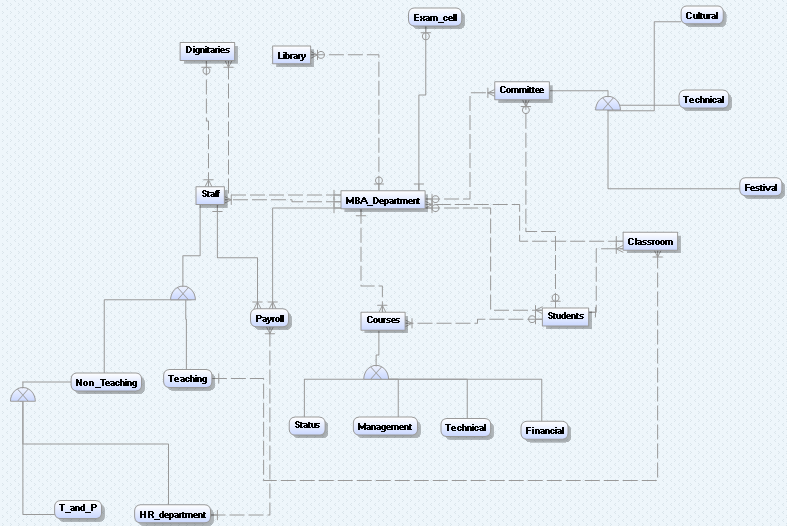 Cultural
Exam_cell
Dignitaries
Library
Committee
Technical
Festival
Staff
MBA_Department
Classroom
Payroll
Courses
Students
Non_Teaching
Teaching
Status
Management
Technical
Financial
T_and_P
HR_department